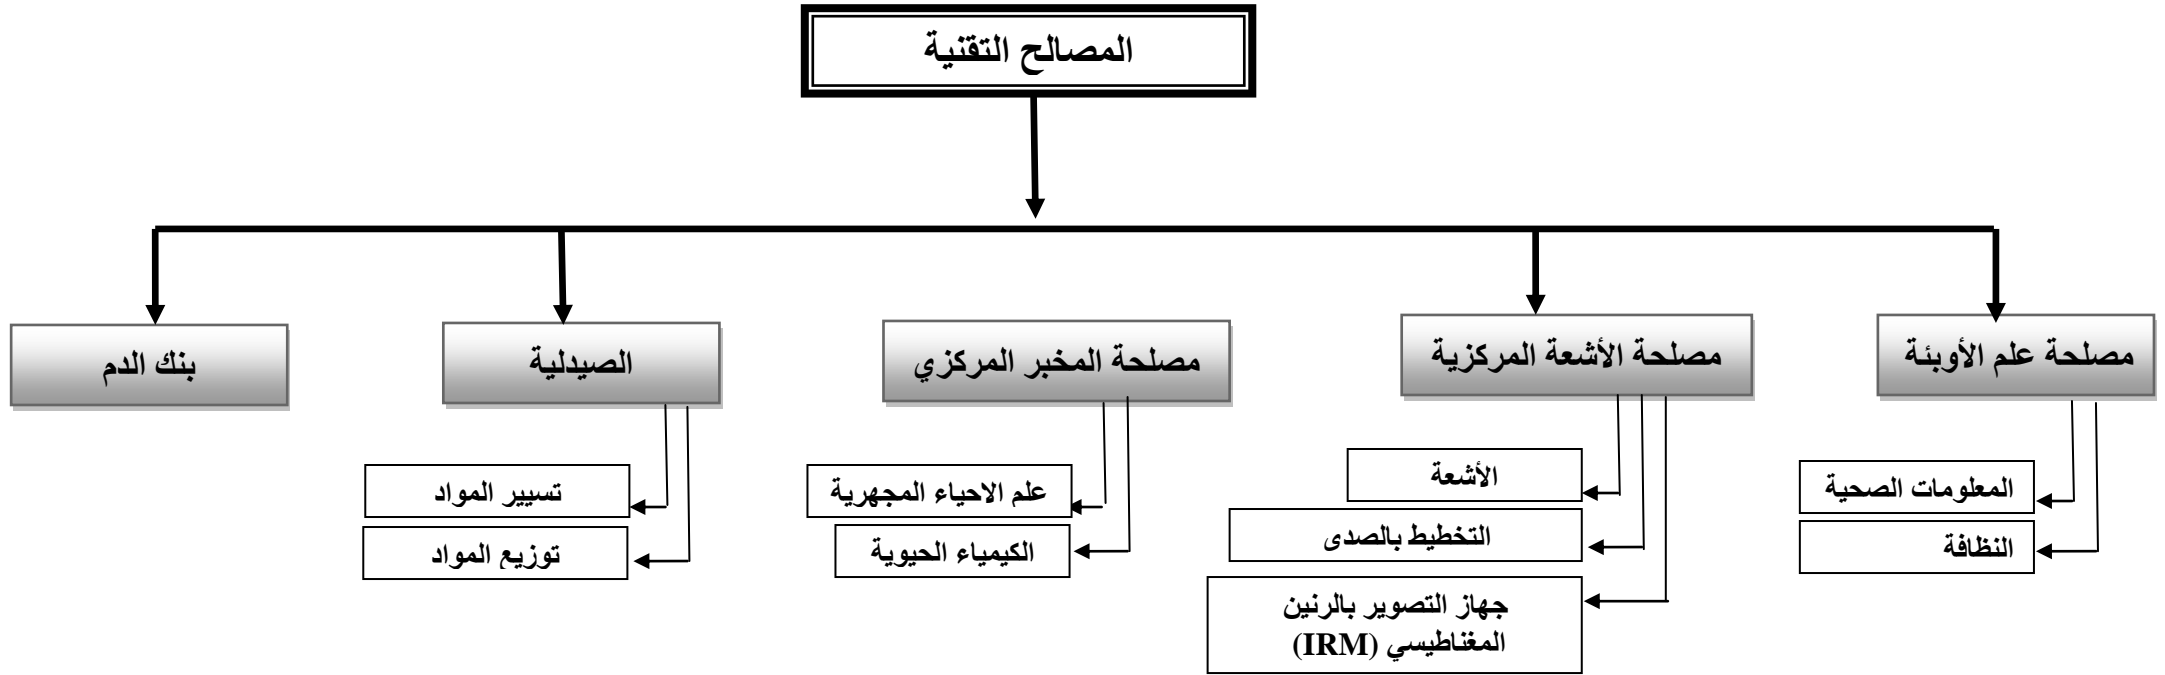 المصالح التقنية
مصلحة علم الأوبئة
مصلحة الأشعة المركزية
مصلحة المخبر المركزي
الصيدلية
بنك الدم
المعلومات الصحية
النظافة
الأشعة
التخطيط بالصدى
جهاز التصوير بالرنين
المغناطيسي (IRM)
علم الاحياء المجهرية
الكيمياء الحيوية
تسيير المواد
توزيع المواد